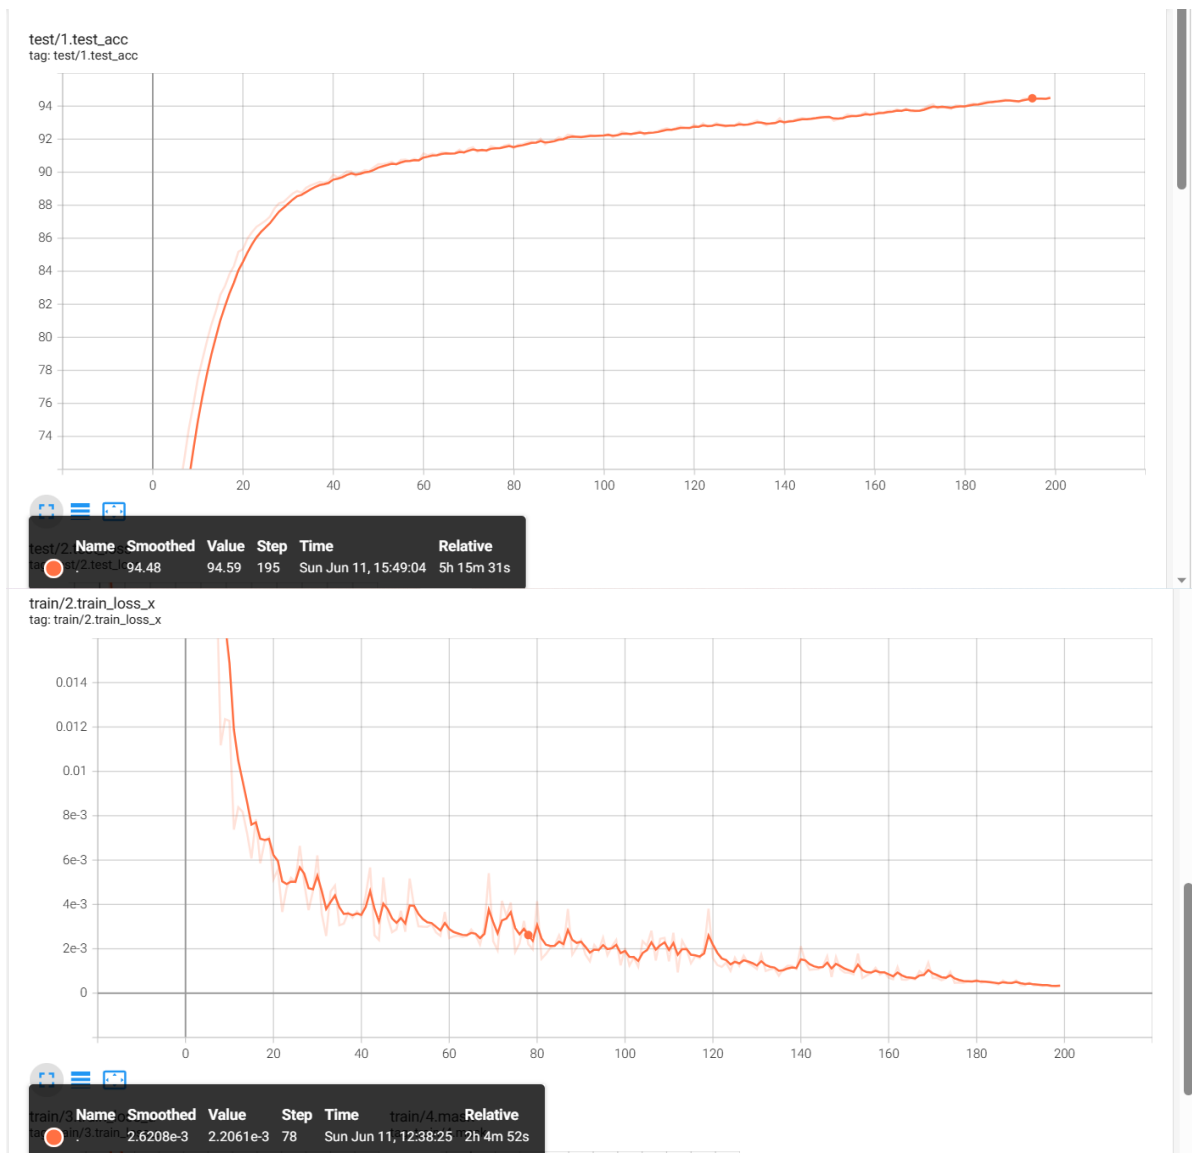 test/1.test_acc
tag: test/1.test_acc
94
92
90
88
86
84
82
80
78
76
74
0 20 40 60 80 100 120 140 160 180 200
Name Smoothed Value Step Time Relative
. 94.48 94.59 195 Sun Jun 11, 15:49:04 5h 15m 31s
train/2.train_loss_x
tag: train/2.train_loss_x
0.014
0.012
0.01
8e-3
6e-3
4e-3
2e-3
0
0 20 40 60 80 100 120 140 160 180 200
train/4.mask
Name Smoothed Value Step Time Relative
. 2.6208e-3 2.2061e-3 78 Sun Jun 11, 12:38:25 2h 4m 52s